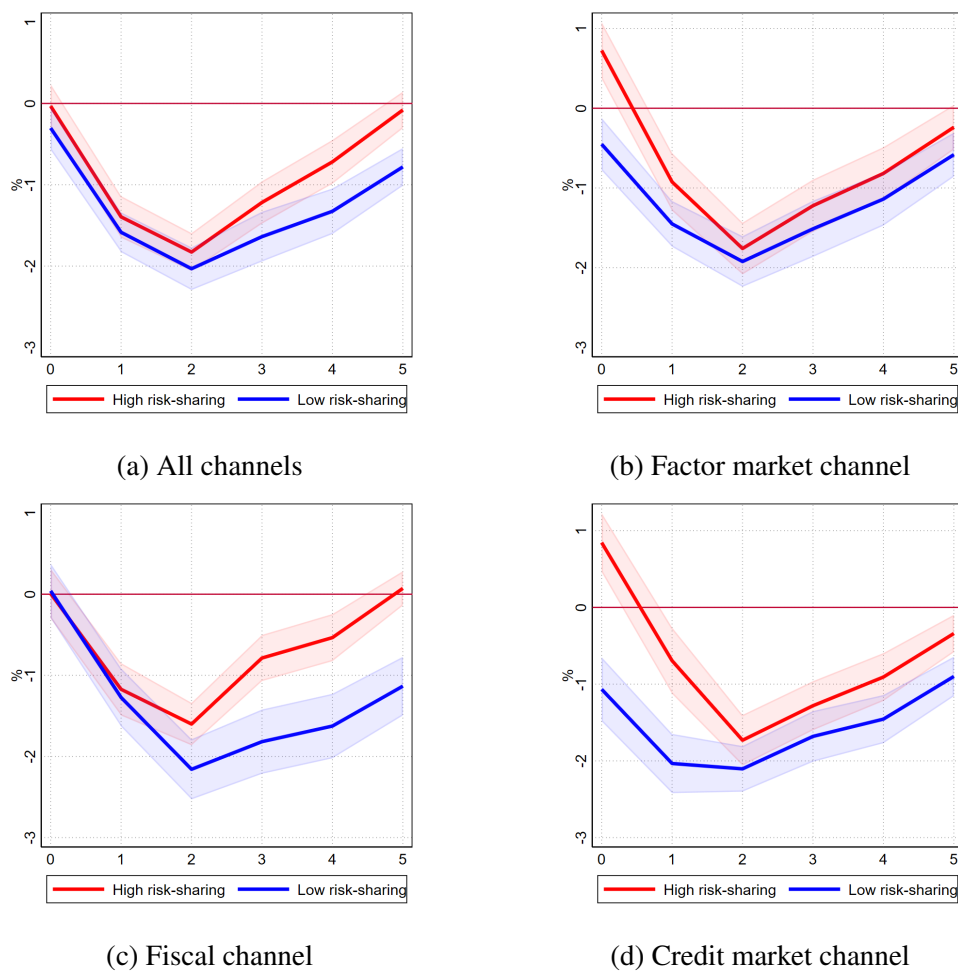 1
0
-1
-2
-3
%
0 1 2 3 4 5
High risk-sharing Low risk-sharing
(a) All channels
1
0
-1
-2
-3
%
0 1 2 3 4 5
High risk-sharing Low risk-sharing
(b) Factor market channel
1
0
-1
-2
-3
%
0 1 2 3 4 5
High risk-sharing Low risk-sharing
(c) Fiscal channel
1
0
-1
-2
-3
%
0 1 2 3 4 5
High risk-sharing Low risk-sharing
(d) Credit market channel